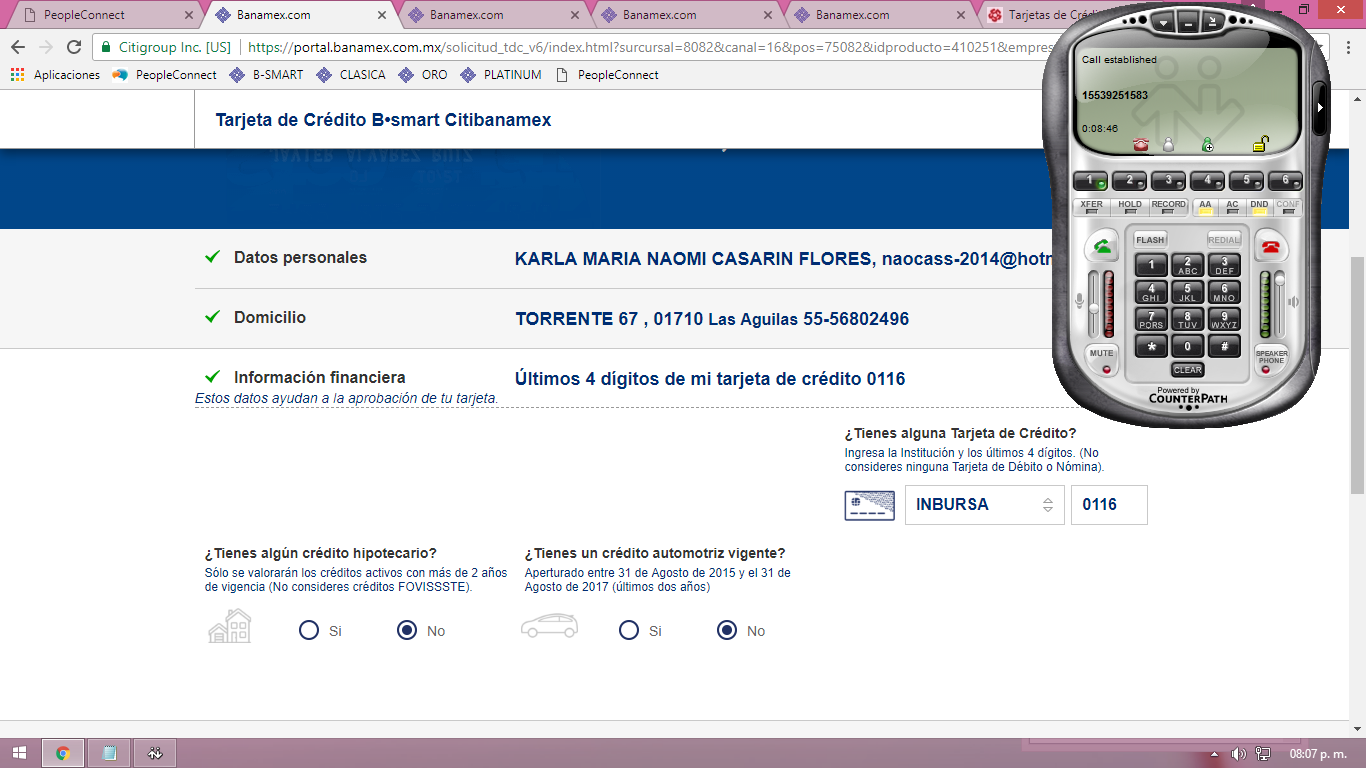 PeopleConnect
Banamex.com
Banamex.com
Banamex.com
Banamex.com
Tarjetas de Crédi
Citigroup Inc. [US]
https://portal.banamex.com.mx/solicitud_tdc_v6/index.html?surcursal=8082&canal=16&pos=75082&idproducto=410251&empres
Aplicaciones
PeopleConnect
B-SMART
CLASICA
ORO
PLATINUM
PeopleConnect
Tarjeta de Crédito B•smart Citibanamex
Datos personales
KARLA MARIA NAOMI CASARIN FLORES, naocass-2014@hotm
Domicilio
TORRENTE 67 , 01710 Las Aguilas 55-56802496
Información financiera
Últimos 4 dígitos de mi tarjeta de crédito 0116
Estos datos ayudan a la aprobación de tu tarjeta.
¿Tienes alguna Tarjeta de Crédito?
Ingresa la Institución y los últimos 4 dígitos. (No
consideres ninguna Tarjeta de Débito o Nómina).
INBURSA
0116
¿Tienes algún crédito hipotecario?
Sólo se valorarán los créditos activos con más de 2 años
de vigencia (No consideres créditos FOVISSSTE).
Si
No
¿Tienes un crédito automotriz vigente?
Aperturado entre 31 de Agosto de 2015 y el 31 de
Agosto de 2017 (últimos dos años)
Si
No
Call established
15539251583
0:08:46
1 2 3 4 5 6
XFER HOLD RECORD AA AC DND CONF
FLASH
REDIAL
1
2 ABC
3 DEF
4 GHI
5 JKL
6 MNO
7 PQRS
8 TUV
9 WXYZ
* 0 #
MUTE
CLEAR
SPEAKER
PHONE
Powered by
COUNTERPATH
08:07 p. m.